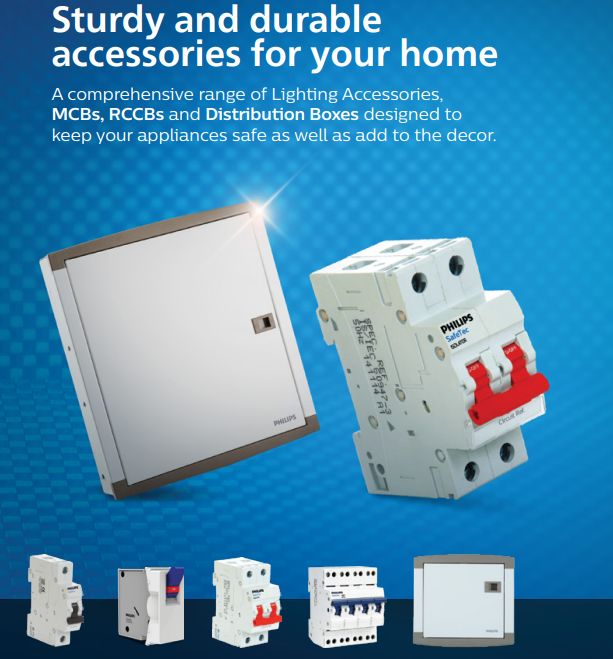 Sturdy and durable
accessories for your home
A comprehensive range of Lighting Accessories,
MCBs, RCCBs and Distribution Boxes designed to
keep your appliances safe as well as add to the decor.
PHILIPS
SafeTec
ISOLATOR
PHILIPS